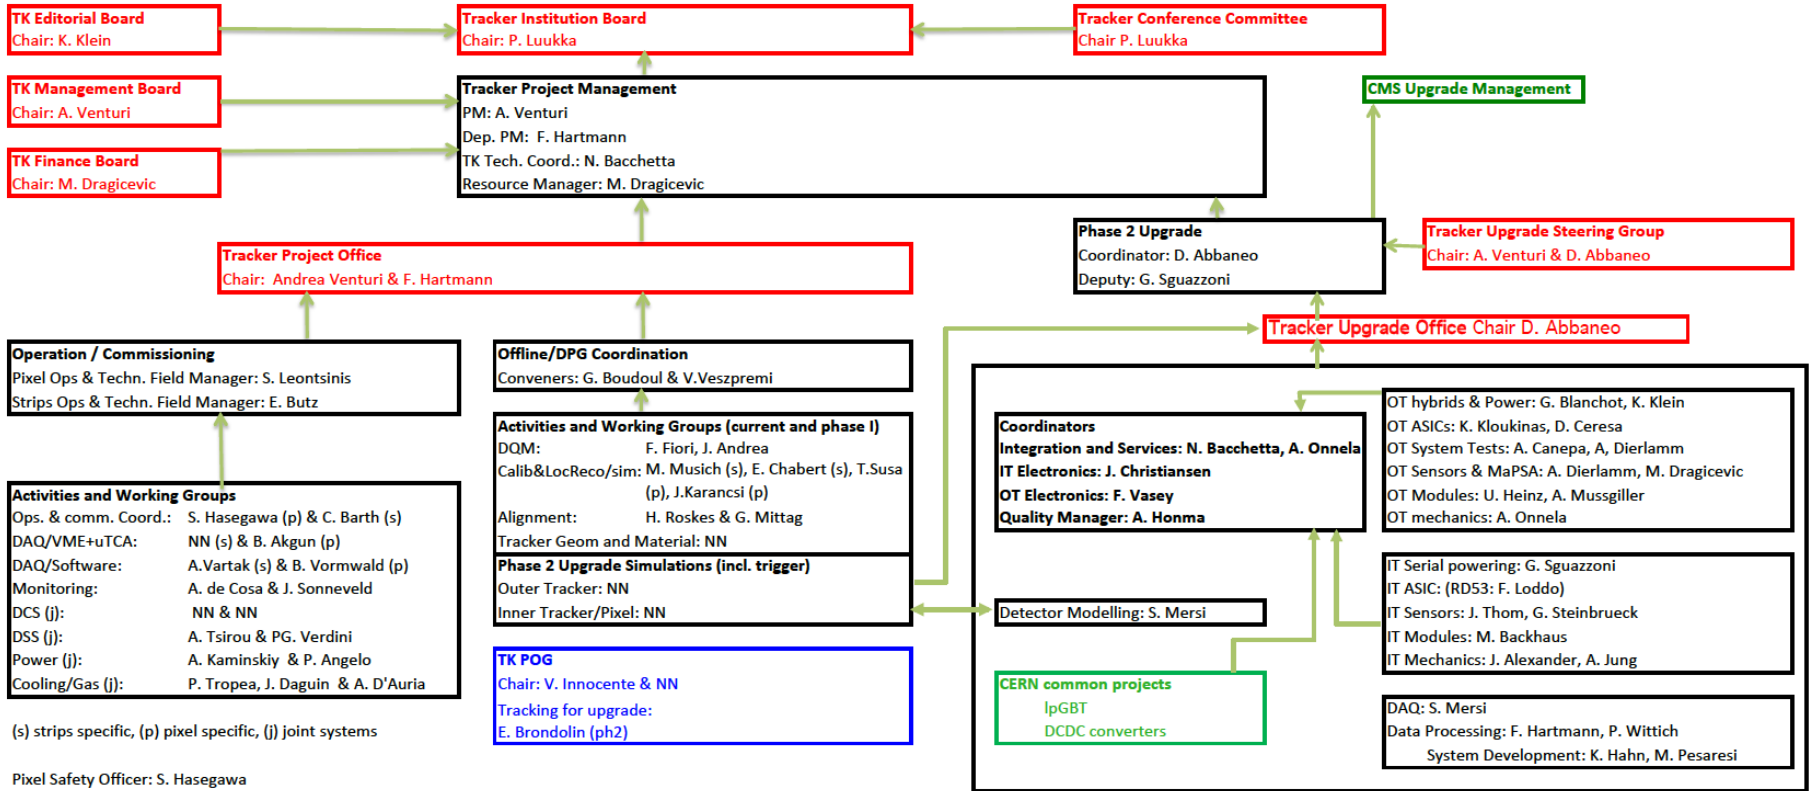 TK Editorial Board
Chair: K. Klein
Tracker Institution Board
Chair: P. Luukka
Tracker Conference Committee
Chair P. Luukka
TK Management Board
Chair: A. Venturi
Tracker Project Management
PM: A. Venturi
Dep. PM: F. Hartmann
TK Tech. Coord.: N. Bacchetta
Resource Manager: M. Dragicevic
CMS Upgrade Management
TK Finance Board
Chair: M. Dragicevic
Phase 2 Upgrade
Coordinator: D. Abbaneo
Deputy: G. Sguazzoni
Tracker Upgrade Steering Group
Chair: A. Venturi & D. Abbaneo
Tracker Project Office
Chair: Andrea Venturi & F. Hartmann
Tracker Upgrade Office Chair D. Abbaneo
Operation / Commissioning
Pixel Ops & Techn. Field Manager: S. Leontsinis
Strips Ops & Techn. Field Manager: E. Butz
Offline/DPG Coordination
Conveners: G. Boudoul & V.Veszpremi
Activities and Working Groups (current and phase I)
DQM: F. Fiori, J. Andrea
Calib&LocReco/sim: M. Musich (s), E. Chabert (s), T.Susa
(p), J.Karancsi (p)
Alignment: H. Roskes & G. Mittag
Tracker Geom and Material: NN
Phase 2 Upgrade Simulations (incl. trigger)
Outer Tracker: NN
Inner Tracker/Pixel: NN
Activities and Working Groups
Ops. & comm. Coord.: S. Hasegawa (p) & C. Barth (s)
DAQ/VME+uTCA: NN (s) & B. Akgun (p)
DAQ/Software: A.Vartak (s) & B. Vormwald (p)
Monitoring: A. de Cosa & J. Sonneveld
DCS (j): NN & NN
DSS (j): A. Tsirou & PG. Verdini
Power (j): A. Kaminskiy & P. Angelo
Cooling/Gas (j): P. Tropea, J. Daguin & A. D'Auria
(s) strips specific, (p) pixel specific, (j) joint systems
Pixel Safety Officer: S. Hasegawa
TK POG
Chair: V. Innocente & NN
Tracking for upgrade:
E. Brondolin (ph2)
Coordinators
Integration and Services: N. Bacchetta, A. Onnela
IT Electronics: J. Christiansen
OT Electronics: F. Vasey
Quality Manager: A. Honma
Detector Modelling: S. Mersi
CERN common projects
lpGBT
DCDC converters
OT hybrids & Power: G. Blanchot, K. Klein
OT ASICs: K. Kloukinas, D. Ceresa
OT System Tests: A. Canepa, A, Dierlamm
OT Sensors & MaPSA: A. Dierlamm, M. Dragicevic
OT Modules: U. Heinz, A. Mussgiller
OT mechanics: A. Onnela
IT Serial powering: G. Sguazzoni
IT ASIC: (RD53: F. Loddo)
IT Sensors: J. Thom, G. Steinbrueck
IT Modules: M. Backhaus
IT Mechanics: J. Alexander, A. Jung
DAQ: S. Mersi
Data Processing: F. Hartmann, P. Wittich
System Development: K. Hahn, M. Pesaresi